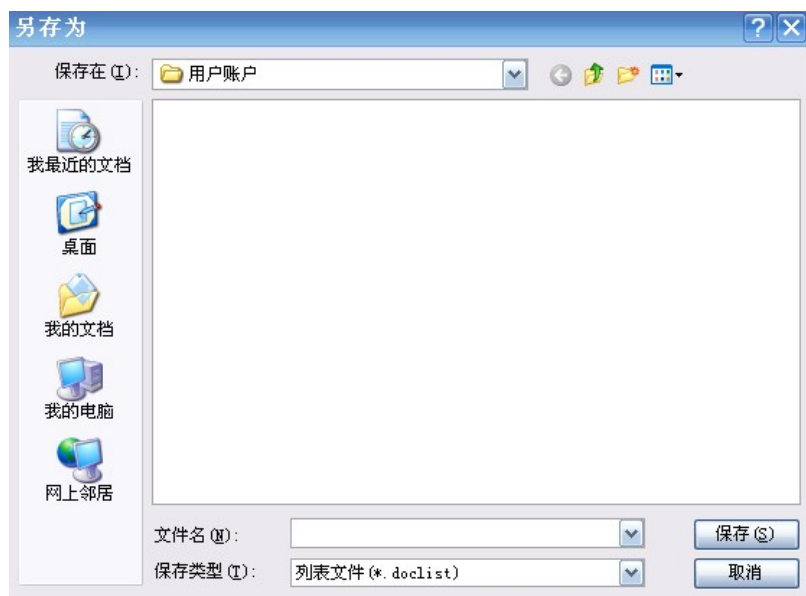 另存为
保存在(I):
用户账户
我最近的文档
桌面
我的文档
我的电脑
网上邻居
文件名(N):
保存(S)
保存类型(T):
列表文件(*.doclist)
取消